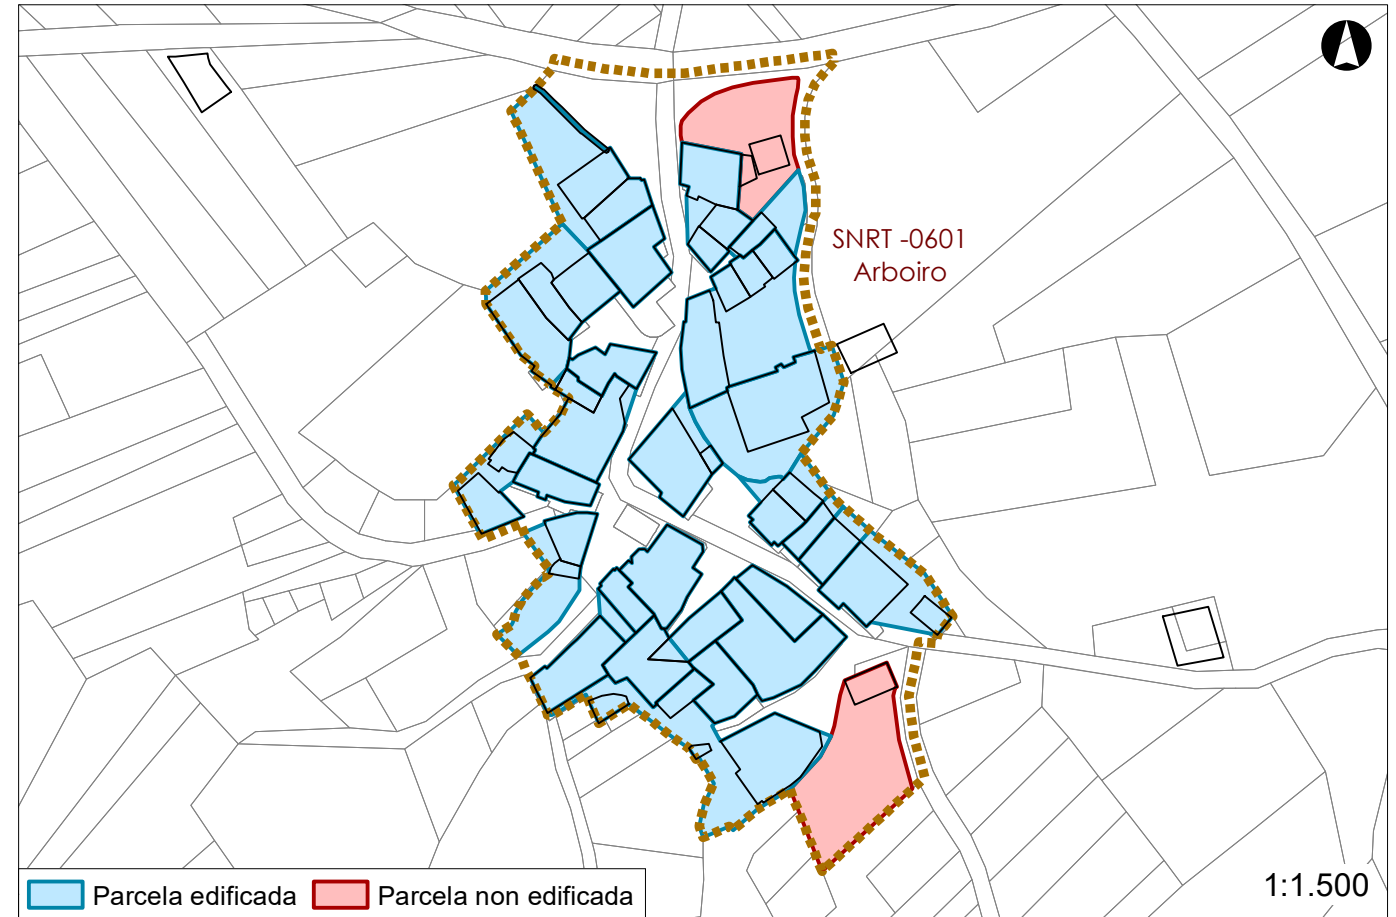 SNRT -0601
Arboiro
Parcela edificada
Parcela non edificada
1:1.500